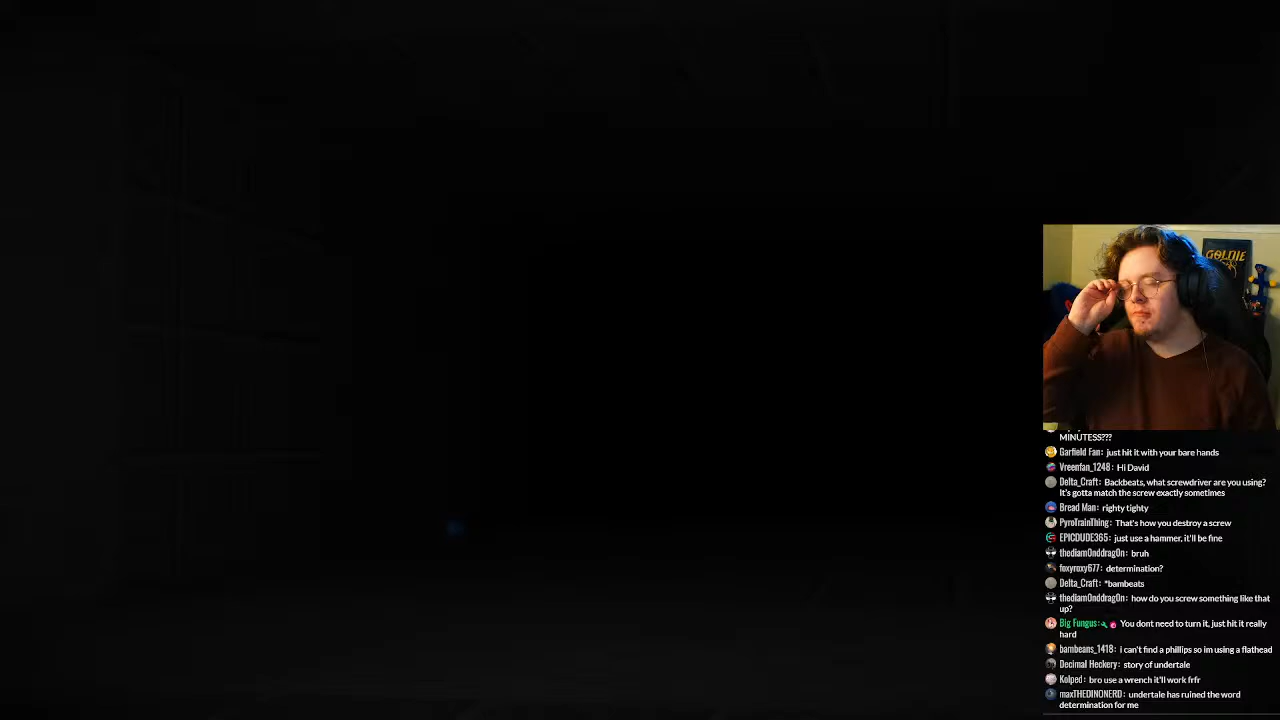 GOLDIE
MINUTESS???
Garfield Fan: just hit it with your bare hands
Vreenfan_1248: Hi David
Delta_Craft: Backbeats, what screwdriver are you using?
It's gotta match the screw exactly sometimes
Bread Man: righty tighty
PyroTrainThing: That's how you destroy a screw
EPICDUDE365: just use a hammer, it'll be fine
thediam0nddrag0n: bruh
foxyroxy677: determination?
Delta_Craft: *bambeats
thediam0nddrag0n: how do you screw something like that
up?
Big Fungus: You dont need to turn it, just hit it really
hard
bambeans_1418: i can't find a phillips so im using a flathead
Decimal Heckery: story of undertale
Kolped: bro use a wrench it'll work frfr
maxTHEDINONERD: undertale has ruined the word
determination for me